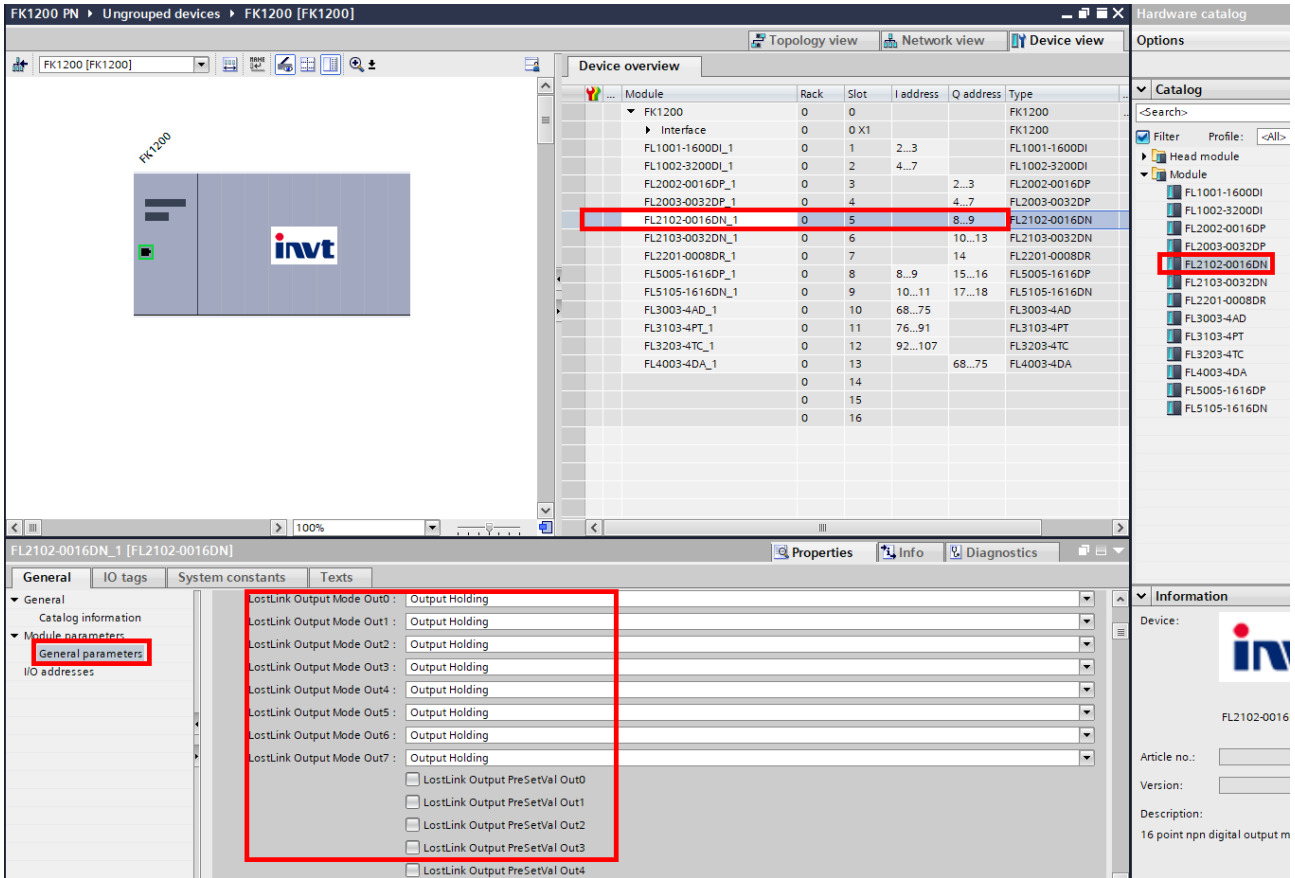 FK1200 PN ▸ Ungrouped devices ▸ FK1200 [FK1200]
Topology view Network view Device view
FK1200 [FK1200]
FK1200
invt
100%
Device overview
... Module Rack Slot I address Q address Type ...
FK1200 0 0 FK1200
Interface 0 0 X1 FK1200
FL1001-1600DI_1 0 1 2...3 FL1001-1600DI
FL1002-3200DI_1 0 2 4...7 FL1002-3200DI
FL2002-0016DP_1 0 3 2...3 FL2002-0016DP
FL2003-0032DP_1 0 4 4...7 FL2003-0032DP
FL2102-0016DN_1 0 5 8...9 FL2102-0016DN
FL2103-0032DN_1 0 6 10...13 FL2103-0032DN
FL2201-0008DR_1 0 7 14 FL2201-0008DR
FL5005-1616DP_1 0 8 8...9 15...16 FL5005-1616DP
FL5105-1616DN_1 0 9 10...11 17...18 FL5105-1616DN
FL3003-4AD_1 0 10 68...75 FL3003-4AD
FL3103-4PT_1 0 11 76...91 FL3103-4PT
FL3203-4TC_1 0 12 92...107 FL3203-4TC
FL4003-4DA_1 0 13 68...75 FL4003-4DA
0 14
0 15
0 16
FL2102-0016DN_1 [FL2102-0016DN]
Properties Info Diagnostics
General IO tags System constants Texts
General
Catalog information
Module parameters
General parameters
I/O addresses
LostLink Output Mode Out0 : Output Holding
LostLink Output Mode Out1 : Output Holding
LostLink Output Mode Out2 : Output Holding
LostLink Output Mode Out3 : Output Holding
LostLink Output Mode Out4 : Output Holding
LostLink Output Mode Out5 : Output Holding
LostLink Output Mode Out6 : Output Holding
LostLink Output Mode Out7 : Output Holding
LostLink Output PreSetVal Out0
LostLink Output PreSetVal Out1
LostLink Output PreSetVal Out2
LostLink Output PreSetVal Out3
LostLink Output PreSetVal Out4
Hardware catalog
Options
Catalog
<Search>
Filter Profile: <All>
Head module
Module
FL1001-1600DI
FL1002-3200DI
FL2002-0016DP
FL2003-0032DP
FL2102-0016DN
FL2103-0032DN
FL2201-0008DR
FL3003-4AD
FL3103-4PT
FL3203-4TC
FL4003-4DA
FL5005-1616DP
FL5105-1616DN
Information
Device:
FL2102-0016
Article no.:
Version:
Description:
16 point npn digital output m